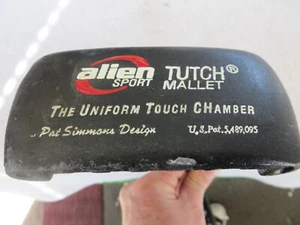 alien SPORT TUTCH® MALLET
THE UNIFORM TOUCH CHAMBER
Pat Simmons Design U.S. Pat. 5,489,095